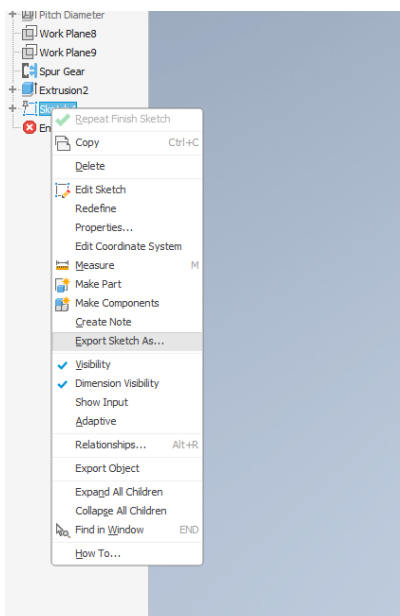 Pitch Diameter
Work Plane8
Work Plane9
Spur Gear
Extrusion2
En
Repeat Finish Sketch
Copy Ctrl+C
Delete
Edit Sketch
Redefine
Properties...
Edit Coordinate System
Measure M
Make Part
Make Components
Create Note
Export Sketch As...
Visibility
Dimension Visibility
Show Input
Adaptive
Relationships... Alt+R
Export Object
Expand All Children
Collapse All Children
Find in Window END
How To...